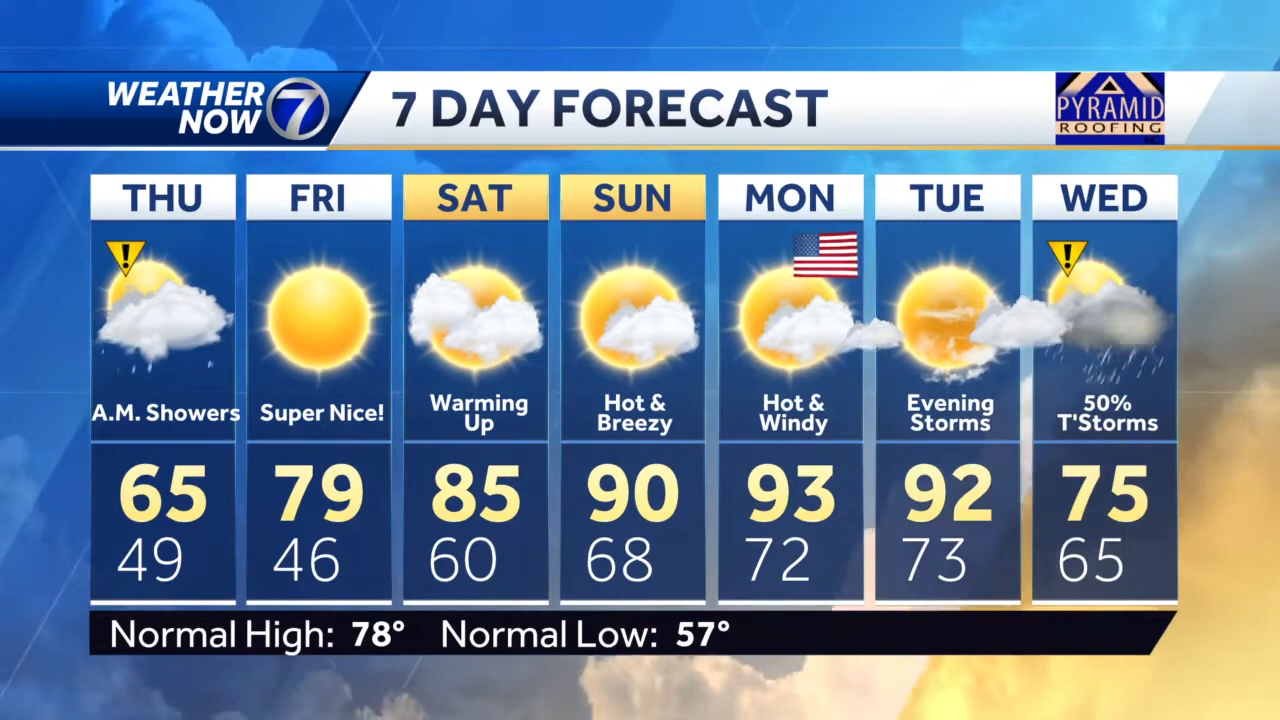 WEATHER
NOW 7
7 DAY FORECAST
PYRAMID
ROOFING
THU
FRI
SAT
SUN
MON
TUE
WED
!
!
A.M. Showers
Super Nice!
Warming
Up
Hot &
Breezy
Hot &
Windy
Evening
Storms
50%
T'Storms
65
79
85
90
93
92
75
49
46
60
68
72
73
65
Normal High: 78° Normal Low: 57°